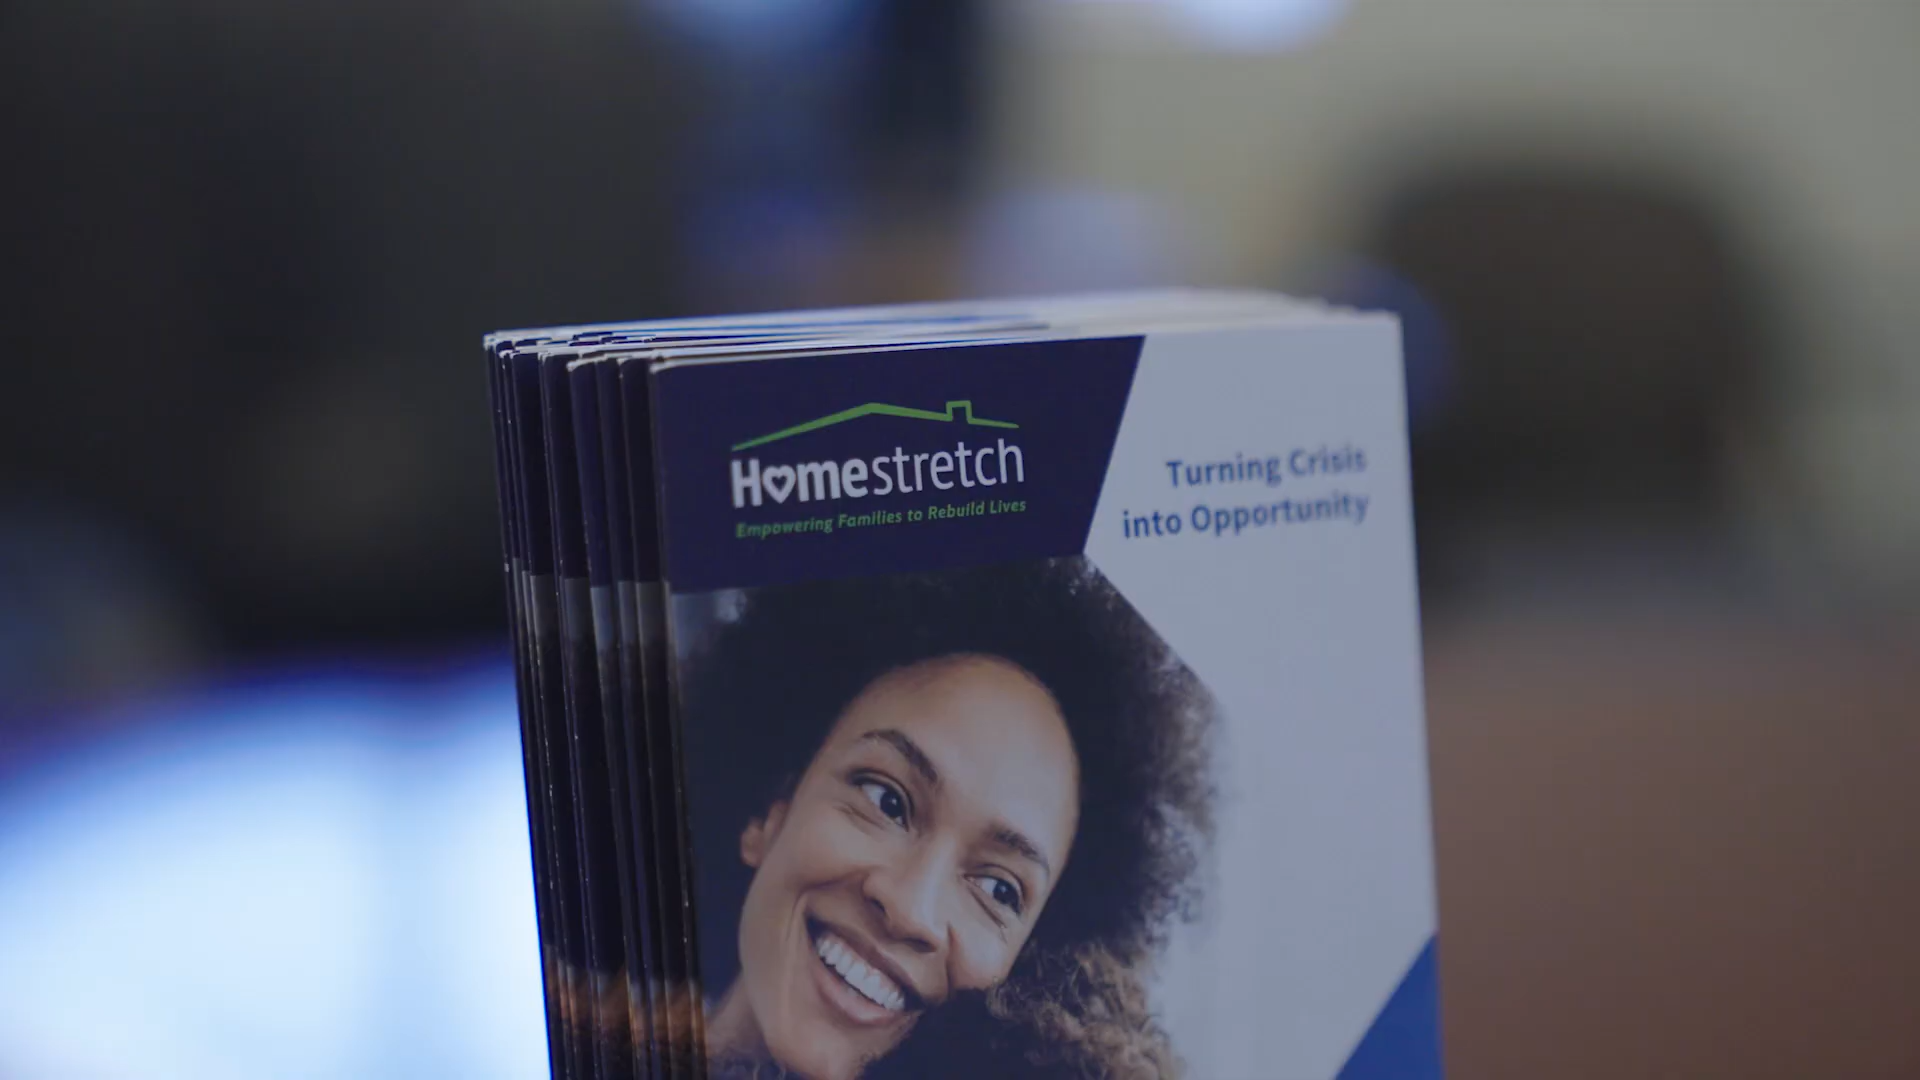 Homestretch
Empowering Families to Rebuild Lives
Turning Crisis
into Opportunity